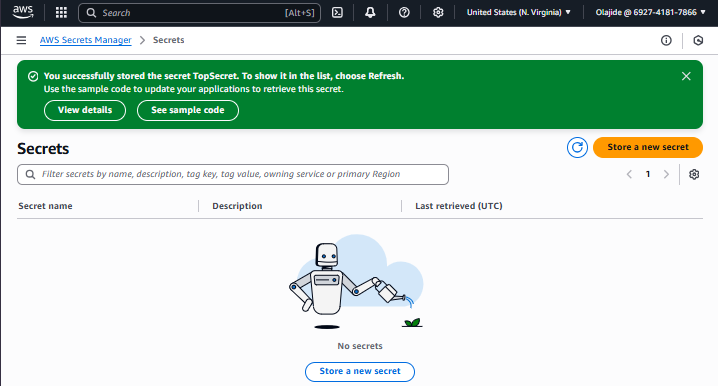 aws
Search
[Alt+S]
United States (N. Virginia)
Olajide @ 6927-4181-7866
AWS Secrets Manager
Secrets
You successfully stored the secret TopSecret. To show it in the list, choose Refresh.
Use the sample code to update your applications to retrieve this secret.
View details
See sample code
Secrets
Store a new secret
Filter secrets by name, description, tag key, tag value, owning service or primary Region
1
Secret name
Description
Last retrieved (UTC)
No secrets
Store a new secret